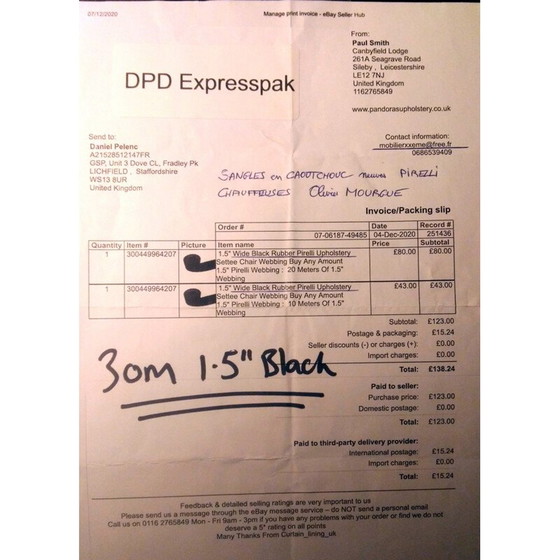 07/12/2020 Manage print invoice - eBay Seller Hub
From:
Paul Smith
Canbyfield Lodge
261A Seagrave Road
Sileby , Leicestershire
LE12 7NJ
United Kingdom
1162765849
www.pandorasupholstery.co.uk
DPD Expresspak
Send to:
Daniel Pelenc
A21528512147FR
GSP, Unit 3 Dove CL, Fradley Pk
LICHFIELD , Staffordshire
WS13 8UR
United Kingdom
Contact information:
mobilierxxeme@free.fr
0686539409
SANGLES en CAOUTCHOUC neuves PIRELLI
CHAUFFEUSES Olivier MOURGUE
Invoice/Packing slip
Order # Date Record #
07-06187-49485 04-Dec-2020 251436
Quantity Item # Picture Item name Price Subtotal
1 300449964207 1.5" Wide Black Rubber Pirelli Upholstery £80.00 £80.00
Settee Chair Webbing Buy Any Amount
1.5" Pirelli Webbing : 20 Meters Of 1.5"
Webbing
1 300449964207 1.5" Wide Black Rubber Pirelli Upholstery £43.00 £43.00
Settee Chair Webbing Buy Any Amount
1.5" Pirelli Webbing : 10 Meters Of 1.5"
Webbing
Subtotal: £123.00
Postage & packaging: £15.24
Seller discounts (-) or charges (+): £0.00
Import charges: £0.00
Total: £138.24
30m 1.5" Black
Paid to seller:
Purchase price: £123.00
Domestic postage: £0.00
Total: £123.00
Paid to third-party delivery provider:
International postage: £15.24
Import charges: £0.00
Total: £15.24
Feedback & detailed selling ratings are very important to us
Please send us a message through the eBay message service – do NOT send a personal email
Call us on 0116 2765849 Mon - Fri 9am - 3pm if you have any problems with your order or find we do not
deserve a 5* rating on all points
Many Thanks From Curtain_lining_uk